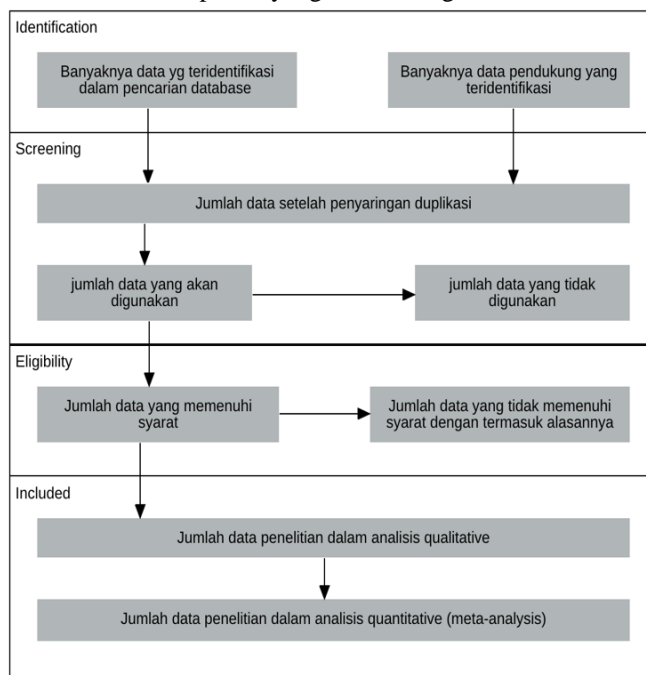 Identification
Banyaknya data yg teridentifikasi
dalam pencarian database
Banyaknya data pendukung yang
teridentifikasi
Screening
Jumlah data setelah penyaringan duplikasi
jumlah data yang akan
digunakan
jumlah data yang tidak
digunakan
Eligibility
Jumlah data yang memenuhi
syarat
Jumlah data yang tidak memenuhi
syarat dengan termasuk alasannya
Included
Jumlah data penelitian dalam analisis qualitative
Jumlah data penelitian dalam analisis quantitative (meta-analysis)